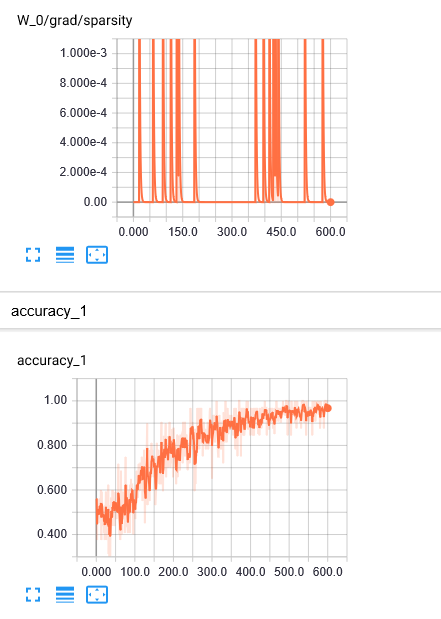 W_0/grad/sparsity
1.000e-3
8.000e-4
6.000e-4
4.000e-4
2.000e-4
0.00
0.000 150.0 300.0 450.0 600.0
accuracy_1
accuracy_1
1.00
0.800
0.600
0.400
0.000 100.0 200.0 300.0 400.0 500.0 600.0